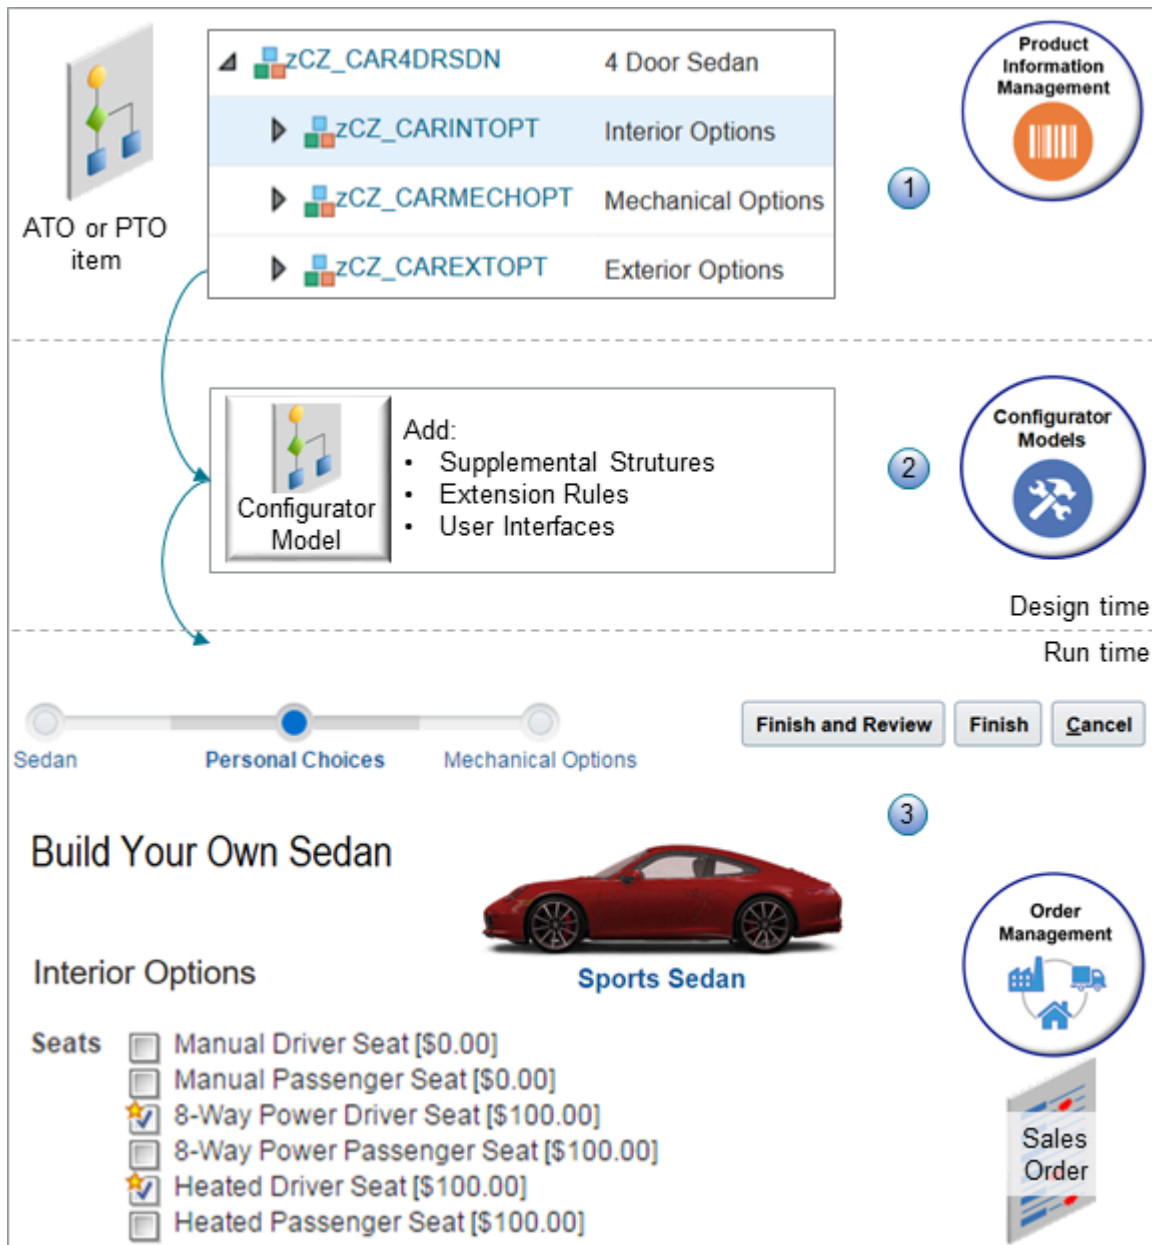 zCZ_CAR4DRSDN 4 Door Sedan
zCZ_CARINTOPT Interior Options
zCZ_CARMECHOPT Mechanical Options
zCZ_CAREXTOPT Exterior Options
ATO or PTO
item
1
Product
Information
Management
Configurator
Model
Add:
• Supplemental Strutures
• Extension Rules
• User Interfaces
2
Configurator
Models
Design time
Run time
Sedan
Personal Choices
Mechanical Options
Finish and Review
Finish
Cancel
3
Build Your Own Sedan
Sports Sedan
Order
Management
Interior Options
Seats
Manual Driver Seat [$0.00]
Manual Passenger Seat [$0.00]
8-Way Power Driver Seat [$100.00]
8-Way Power Passenger Seat [$100.00]
Heated Driver Seat [$100.00]
Heated Passenger Seat [$100.00]
Sales
Order